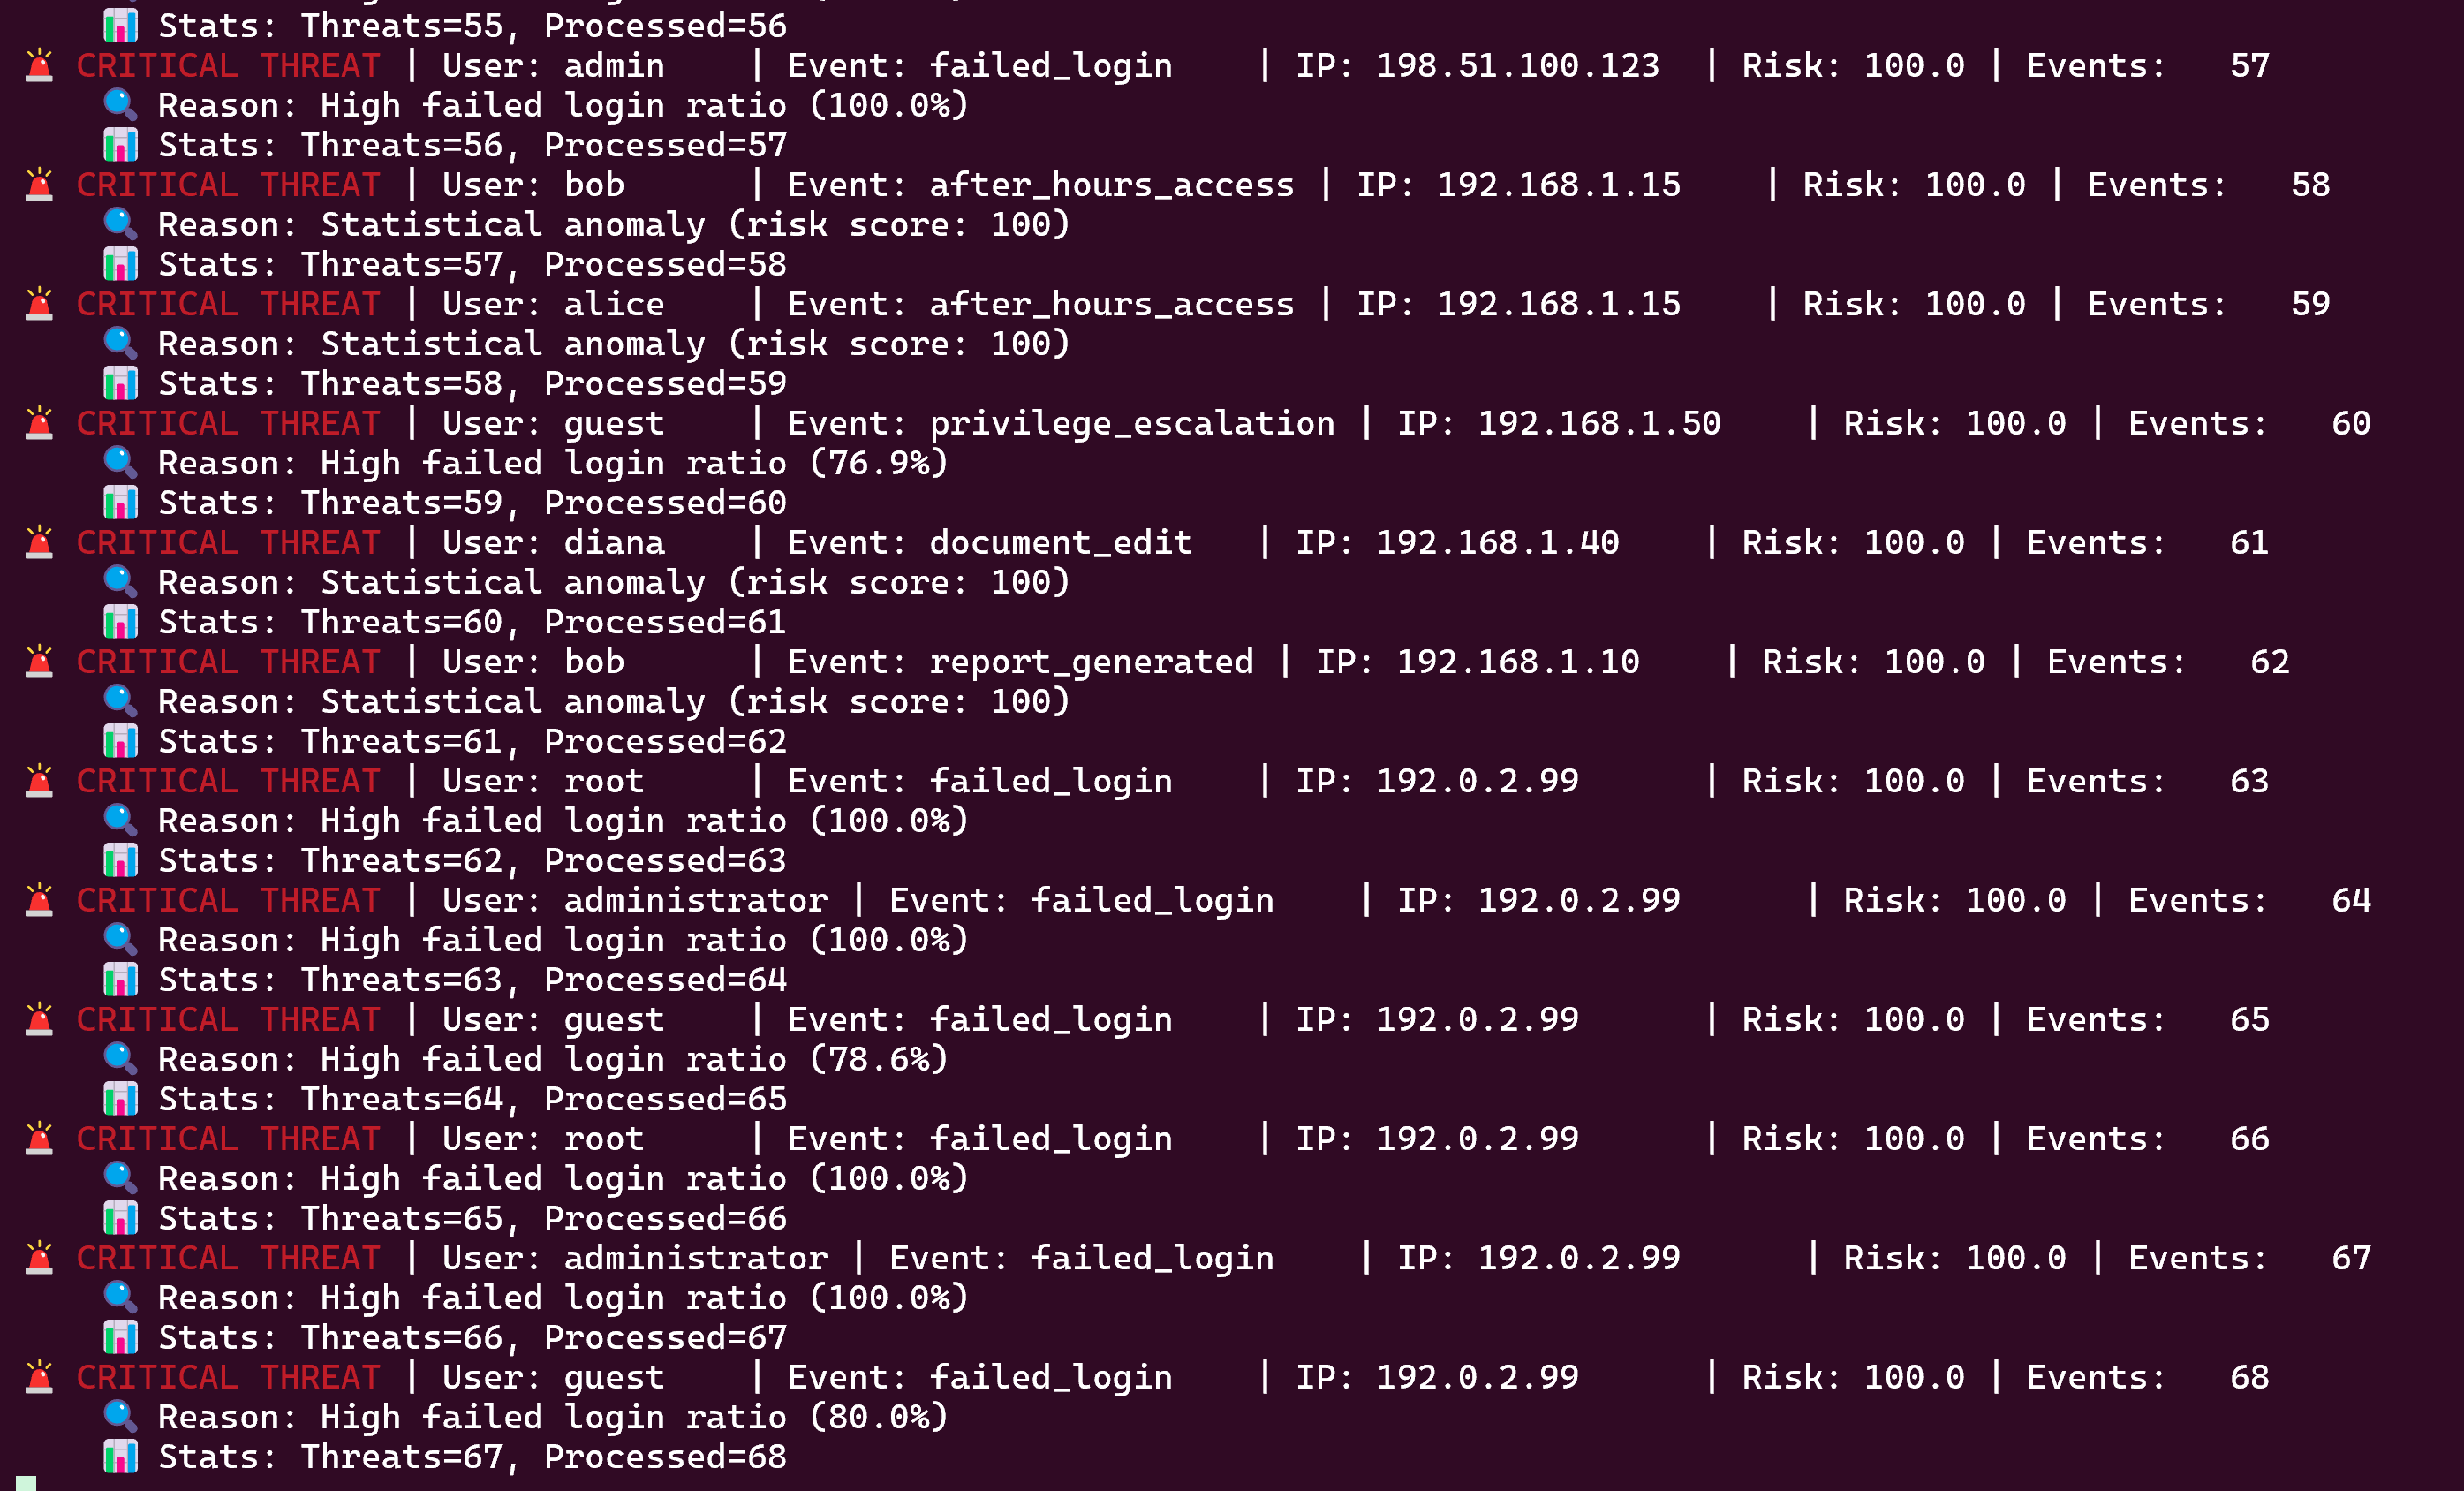 Stats: Threats=55, Processed=56
CRITICAL THREAT | User: admin    | Event: failed_login    | IP: 198.51.100.123  | Risk: 100.0 | Events:   57
Reason: High failed login ratio (100.0%)
Stats: Threats=56, Processed=57
CRITICAL THREAT | User: bob      | Event: after_hours_access | IP: 192.168.1.15    | Risk: 100.0 | Events:   58
Reason: Statistical anomaly (risk score: 100)
Stats: Threats=57, Processed=58
CRITICAL THREAT | User: alice    | Event: after_hours_access | IP: 192.168.1.15    | Risk: 100.0 | Events:   59
Reason: Statistical anomaly (risk score: 100)
Stats: Threats=58, Processed=59
CRITICAL THREAT | User: guest    | Event: privilege_escalation | IP: 192.168.1.50    | Risk: 100.0 | Events:   60
Reason: High failed login ratio (76.9%)
Stats: Threats=59, Processed=60
CRITICAL THREAT | User: diana    | Event: document_edit   | IP: 192.168.1.40    | Risk: 100.0 | Events:   61
Reason: Statistical anomaly (risk score: 100)
Stats: Threats=60, Processed=61
CRITICAL THREAT | User: bob      | Event: report_generated | IP: 192.168.1.10    | Risk: 100.0 | Events:   62
Reason: Statistical anomaly (risk score: 100)
Stats: Threats=61, Processed=62
CRITICAL THREAT | User: root     | Event: failed_login    | IP: 192.0.2.99      | Risk: 100.0 | Events:   63
Reason: High failed login ratio (100.0%)
Stats: Threats=62, Processed=63
CRITICAL THREAT | User: administrator | Event: failed_login    | IP: 192.0.2.99      | Risk: 100.0 | Events:   64
Reason: High failed login ratio (100.0%)
Stats: Threats=63, Processed=64
CRITICAL THREAT | User: guest    | Event: failed_login    | IP: 192.0.2.99      | Risk: 100.0 | Events:   65
Reason: High failed login ratio (78.6%)
Stats: Threats=64, Processed=65
CRITICAL THREAT | User: root     | Event: failed_login    | IP: 192.0.2.99      | Risk: 100.0 | Events:   66
Reason: High failed login ratio (100.0%)
Stats: Threats=65, Processed=66
CRITICAL THREAT | User: administrator | Event: failed_login    | IP: 192.0.2.99      | Risk: 100.0 | Events:   67
Reason: High failed login ratio (100.0%)
Stats: Threats=66, Processed=67
CRITICAL THREAT | User: guest    | Event: failed_login    | IP: 192.0.2.99      | Risk: 100.0 | Events:   68
Reason: High failed login ratio (80.0%)
Stats: Threats=67, Processed=68